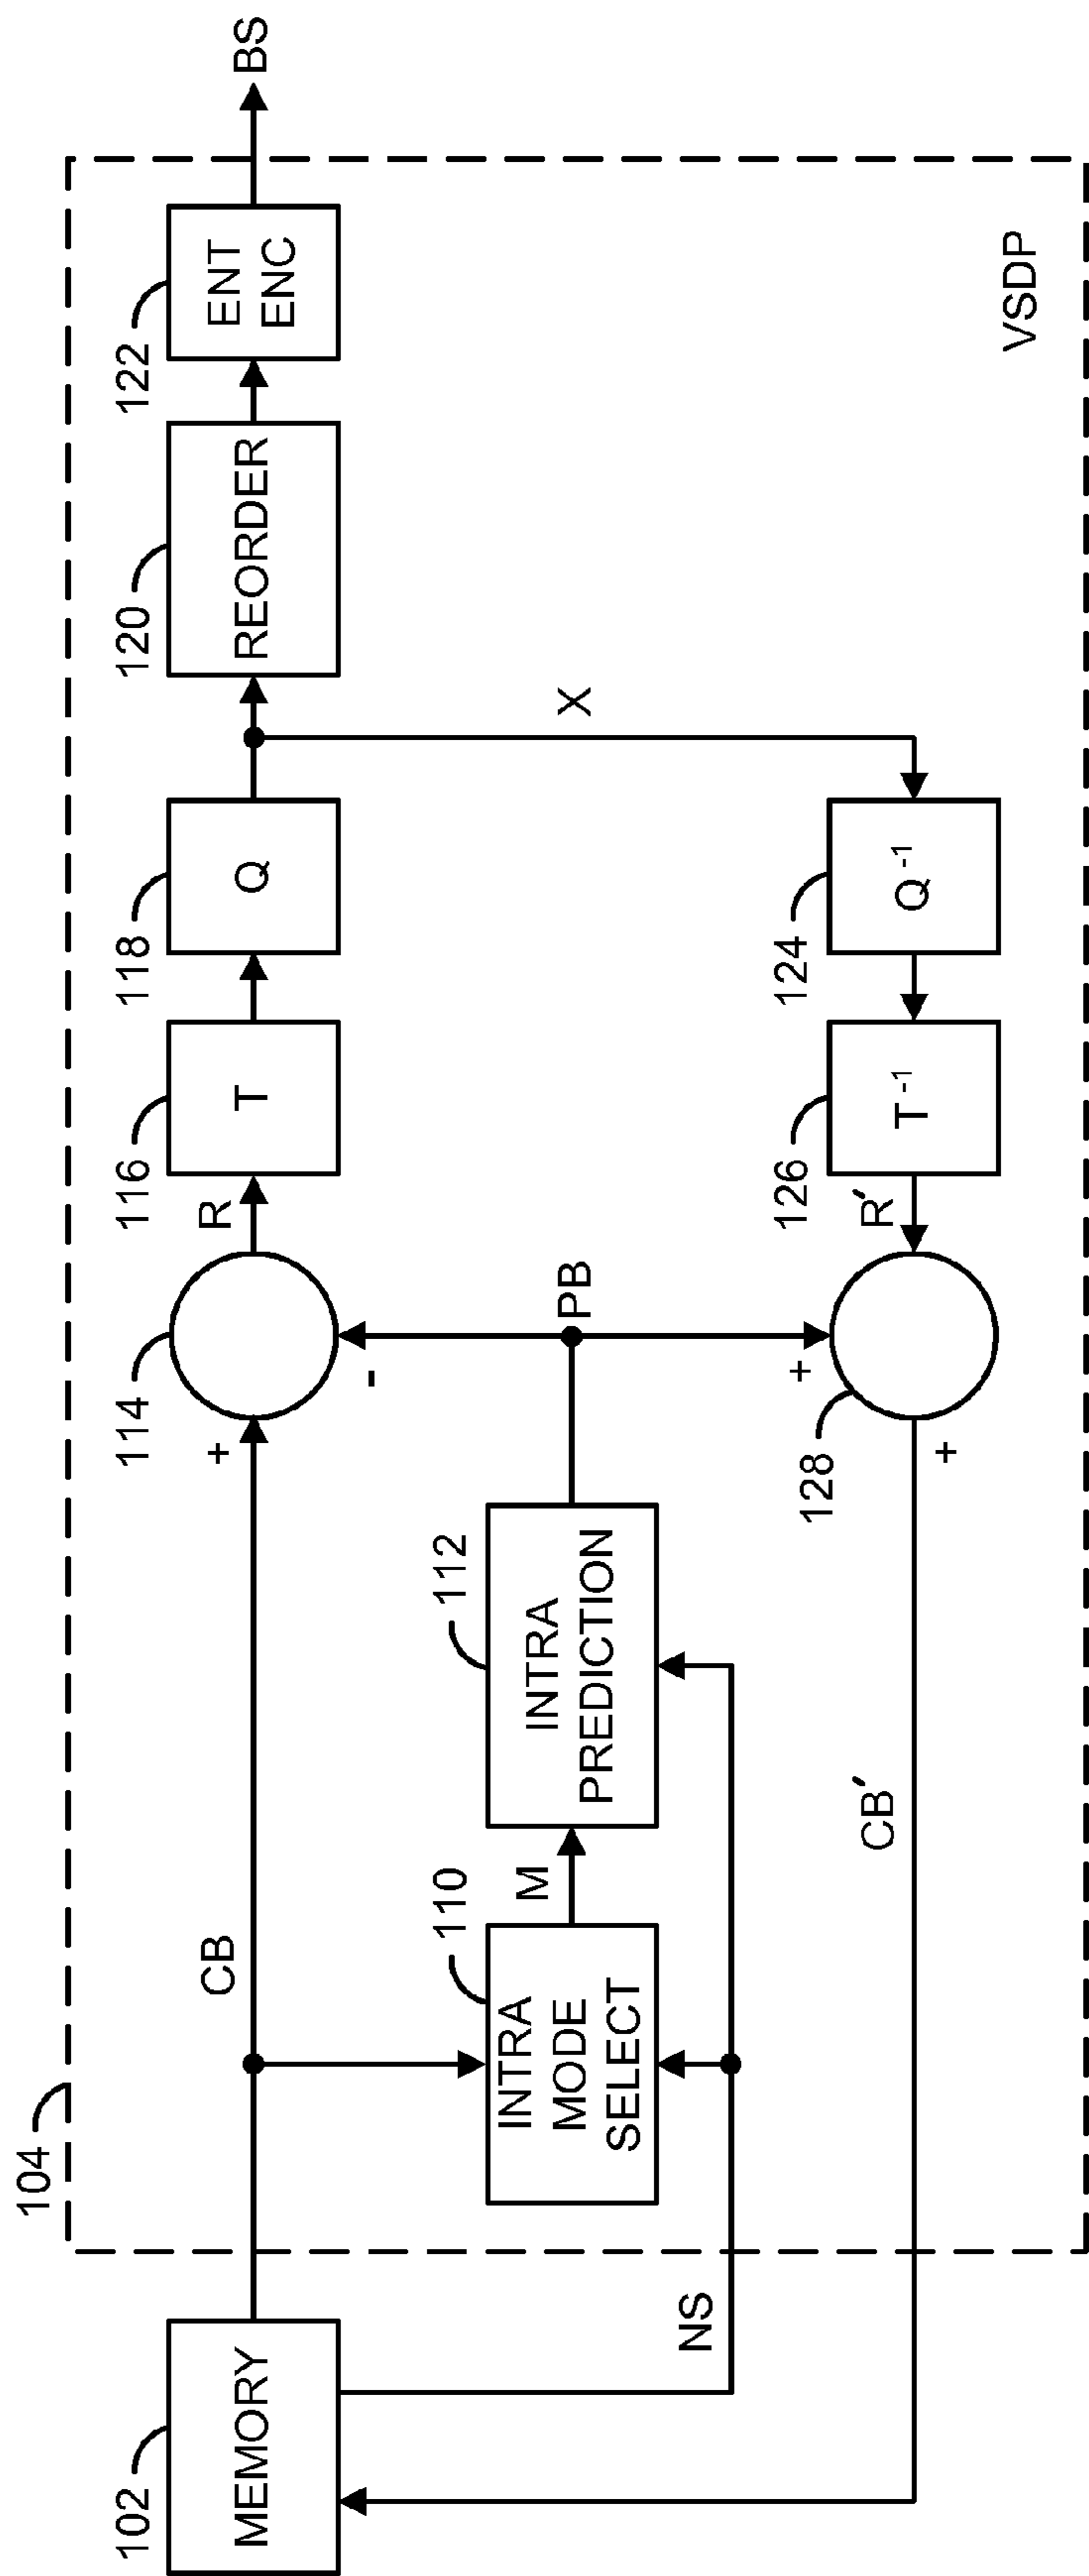 104
102
MEMORY
CB
NS
110
INTRA
MODE
SELECT
M
112
INTRA
PREDICTION
PB
CB′
114
+
-
R
116
T
118
Q
120
REORDER
122
ENT
ENC
BS
X
124
Q -1
126
T -1
R′
128
+
+
VSDP